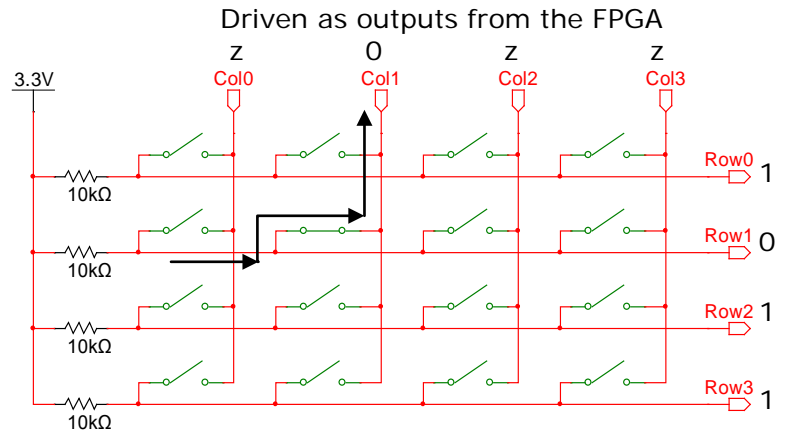 Driven as outputs from the FPGA
z 0 z z
3.3V Col0 Col1 Col2 Col3
Row0 1
10kΩ
Row1 0
10kΩ
Row2 1
10kΩ
Row3 1
10kΩ